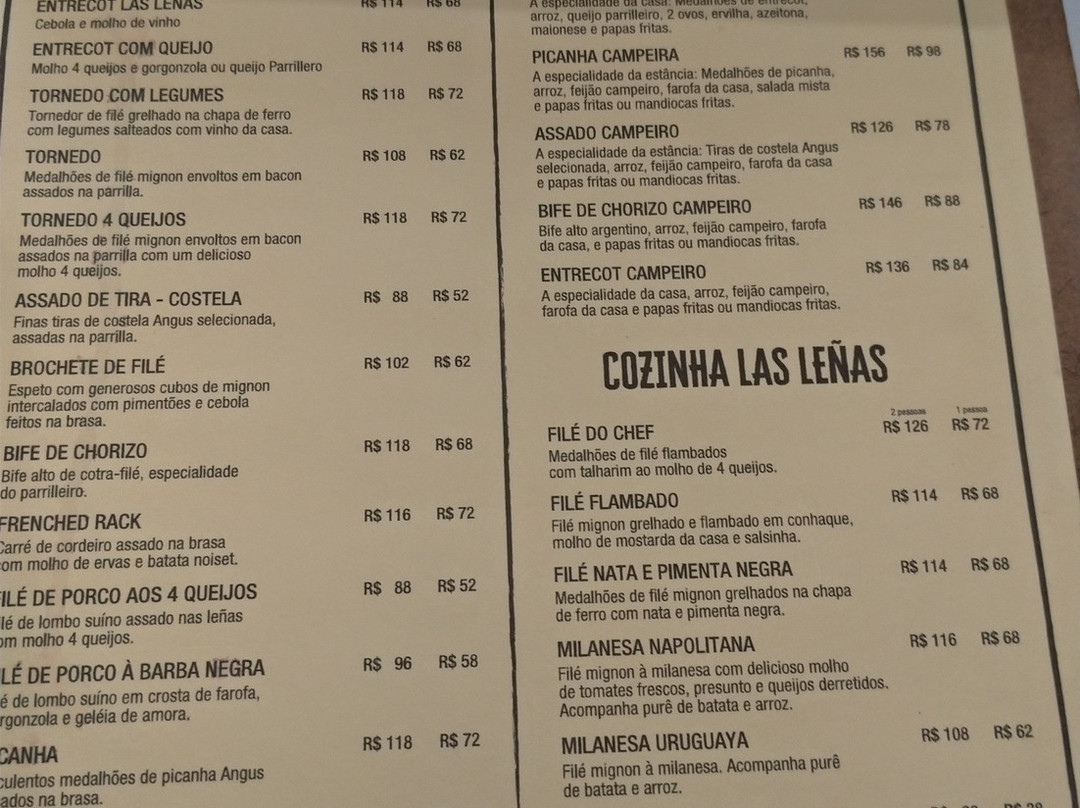 ENTRECOT LAS LEÑAS R$ 114 R$ 68
Cebola e molho de vinho
ENTRECOT COM QUEIJO R$ 114 R$ 68
Molho 4 queijos e gorgonzola ou queijo Parrillero
TORNEDO COM LEGUMES R$ 118 R$ 72
Tornedor de filé grelhado na chapa de ferro
com legumes salteados com vinho da casa.
TORNEDO R$ 108 R$ 62
Medalhões de filé mignon envoltos em bacon
assados na parrilla.
TORNEDO 4 QUEIJOS R$ 118 R$ 72
Medalhões de filé mignon envoltos em bacon
assados na parrilla com um delicioso
molho 4 queijos.
ASSADO DE TIRA - COSTELA R$ 88 R$ 52
Finas tiras de costela Angus selecionada,
assadas na parrilla.
BROCHETE DE FILÉ R$ 102 R$ 62
Espeto com generosos cubos de mignon
intercalados com pimentões e cebola
feitos na brasa.
BIFE DE CHORIZO R$ 118 R$ 68
Bife alto de cotra-filé, especialidade
do parrilleiro.
FRENCHED RACK R$ 116 R$ 72
Carré de cordeiro assado na brasa
com molho de ervas e batata noiset.
FILÉ DE PORCO AOS 4 QUEIJOS R$ 88 R$ 52
lé de lombo suíno assado nas leñas
om molho 4 queijos.
LÉ DE PORCO À BARBA NEGRA R$ 96 R$ 58
é de lombo suíno em crosta de farofa,
rgonzola e geléia de amora.
CANHA R$ 118 R$ 72
culentos medalhões de picanha Angus
ados na brasa.
A especialidade da casa: Medalhões de entrecot,
arroz, queijo parrilleiro, 2 ovos, ervilha, azeitona,
maionese e papas fritas.
PICANHA CAMPEIRA R$ 156 R$ 98
A especialidade da estância: Medalhões de picanha,
arroz, feijão campeiro, farofa da casa, salada mista
e papas fritas ou mandiocas fritas.
ASSADO CAMPEIRO R$ 126 R$ 78
A especialidade da estância: Tiras de costela Angus
selecionada, arroz, feijão campeiro, farofa da casa
e papas fritas ou mandiocas fritas.
BIFE DE CHORIZO CAMPEIRO R$ 146 R$ 88
Bife alto argentino, arroz, feijão campeiro, farofa
da casa, e papas fritas ou mandiocas fritas.
ENTRECOT CAMPEIRO R$ 136 R$ 84
A especialidade da casa, arroz, feijão campeiro,
farofa da casa e papas fritas ou mandiocas fritas.
COZINHA LAS LEÑAS
2 pessoas 1 pessoa
FILÉ DO CHEF R$ 126 R$ 72
Medalhões de filé flambados
com talharim ao molho de 4 queijos.
FILÉ FLAMBADO R$ 114 R$ 68
Filé mignon grelhado e flambado em conhaque,
molho de mostarda da casa e salsinha.
FILÉ NATA E PIMENTA NEGRA R$ 114 R$ 68
Medalhões de filé mignon grelhados na chapa
de ferro com nata e pimenta negra.
MILANESA NAPOLITANA R$ 116 R$ 68
Filé mignon à milanesa com delicioso molho
de tomates frescos, presunto e queijos derretidos.
Acompanha purê de batata e arroz.
MILANESA URUGUAYA R$ 108 R$ 62
Filé mignon à milanesa. Acompanha purê
de batata e arroz.